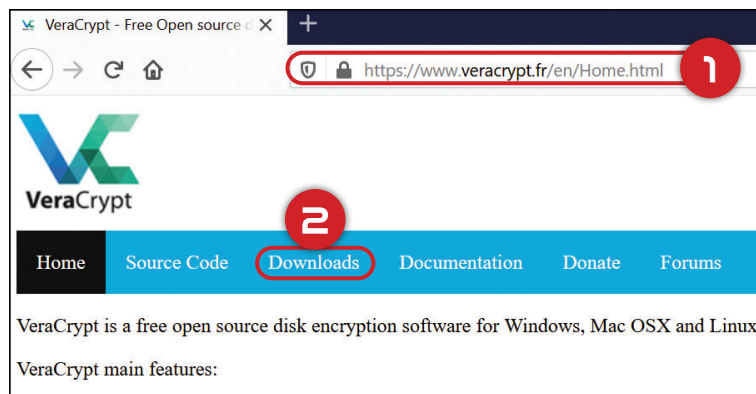 VeraCrypt - Free Open source d
https://www.veracrypt.fr/en/Home.html
1
VeraCrypt
2
Home Source Code Downloads Documentation Donate Forums
VeraCrypt is a free open source disk encryption software for Windows, Mac OSX and Linux
VeraCrypt main features: